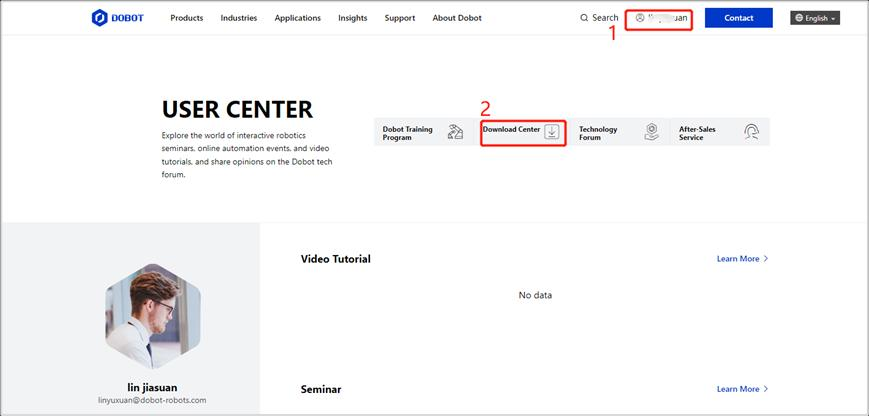 DOBOT
Products Industries Applications Insights Support About Dobot Search Contact English
1
USER CENTER
Explore the world of interactive robotics
seminars, online automation events, and video
tutorials, and share opinions on the Dobot tech
forum.
2
Dobot Training
Program
Download Center
Technology
Forum
After-Sales
Service
Video Tutorial
Learn More
No data
lin jiasuan
linyuxuan@dobot-robots.com
Seminar
Learn More